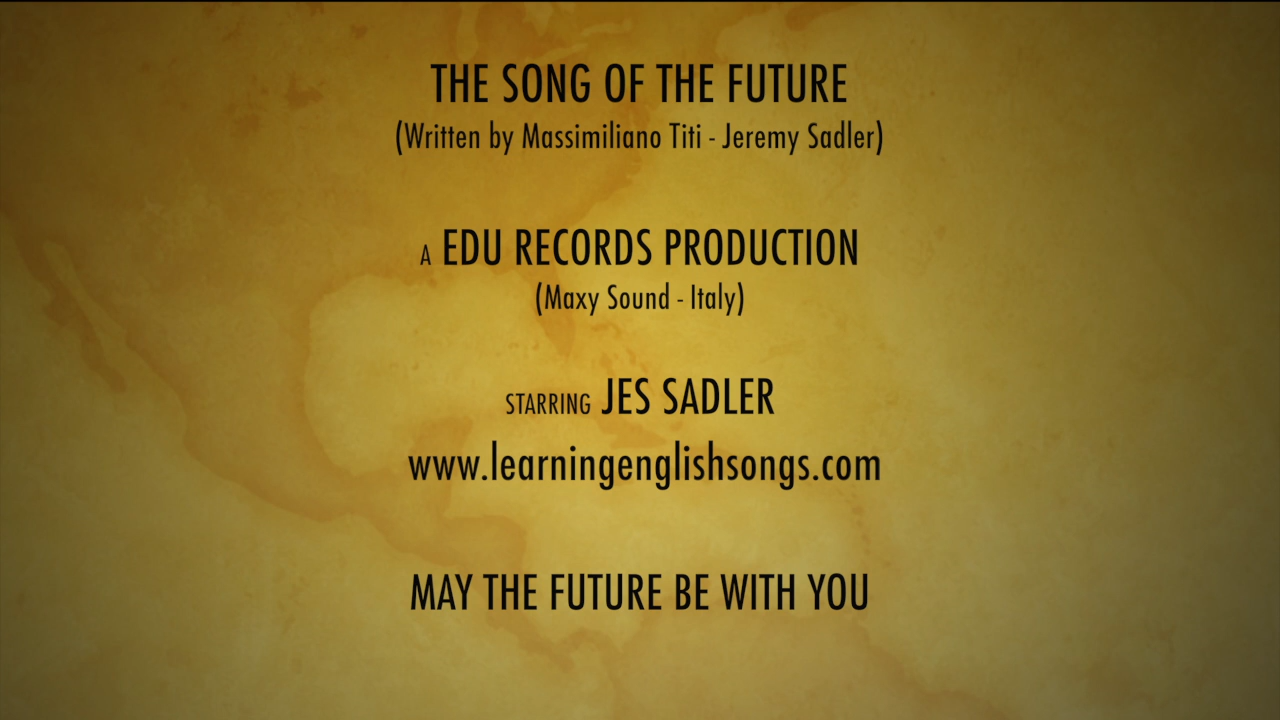 THE SONG OF THE FUTURE
(Written by Massimiliano Titi - Jeremy Sadler)
A EDU RECORDS PRODUCTION
(Maxy Sound - Italy)
STARRING JES SADLER
www.learningenglishsongs.com
MAY THE FUTURE BE WITH YOU